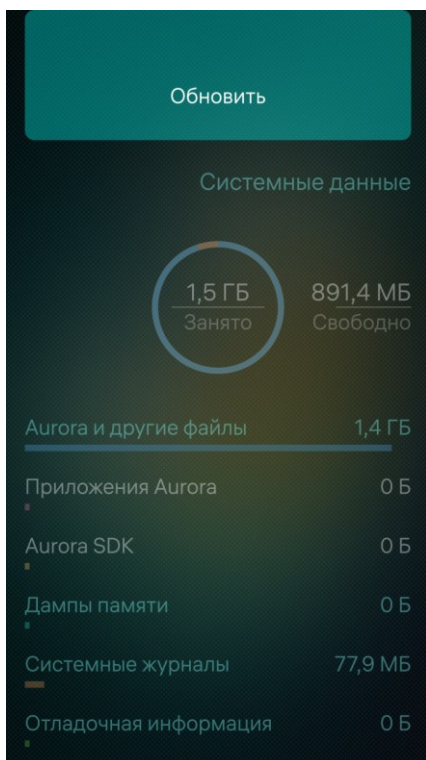 Обновить
Системные данные
1,5 ГБ 891,4 МБ
Занято Свободно
Aurora и другие файлы 1,4 ГБ
Приложения Aurora 0 Б
Aurora SDK 0 Б
Дампы памяти 0 Б
Системные журналы 77,9 МБ
Отладочная информация 0 Б